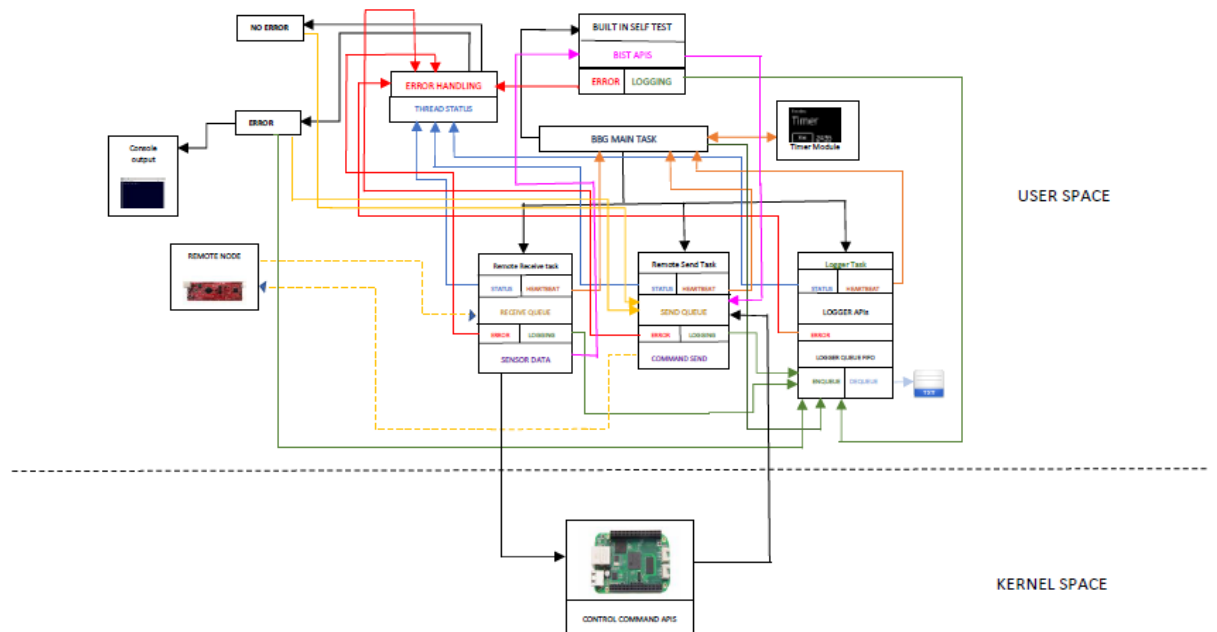 NO ERROR
BUILT IN SELF TEST
BIST APIS
ERROR LOGGING
ERROR HANDLING
THREAD STATUS
ERROR
BBG MAIN TASK
Timer
Timer Module
Console
output
USER SPACE
REMOTE NODE
Remote Receive task
STATUS HEARTBEAT
RECEIVE QUEUE
ERROR LOGGING
SENSOR DATA
Remote Send Task
STATUS HEARTBEAT
SEND QUEUE
ERROR LOGGING
COMMAND SEND
Logger Task
STATUS HEARTBEAT
LOGGER APIs
ERROR
LOGGER QUEUE FIFO
ENQUEUE DEQUEUE
TXT
KERNEL SPACE
CONTROL COMMAND APIS